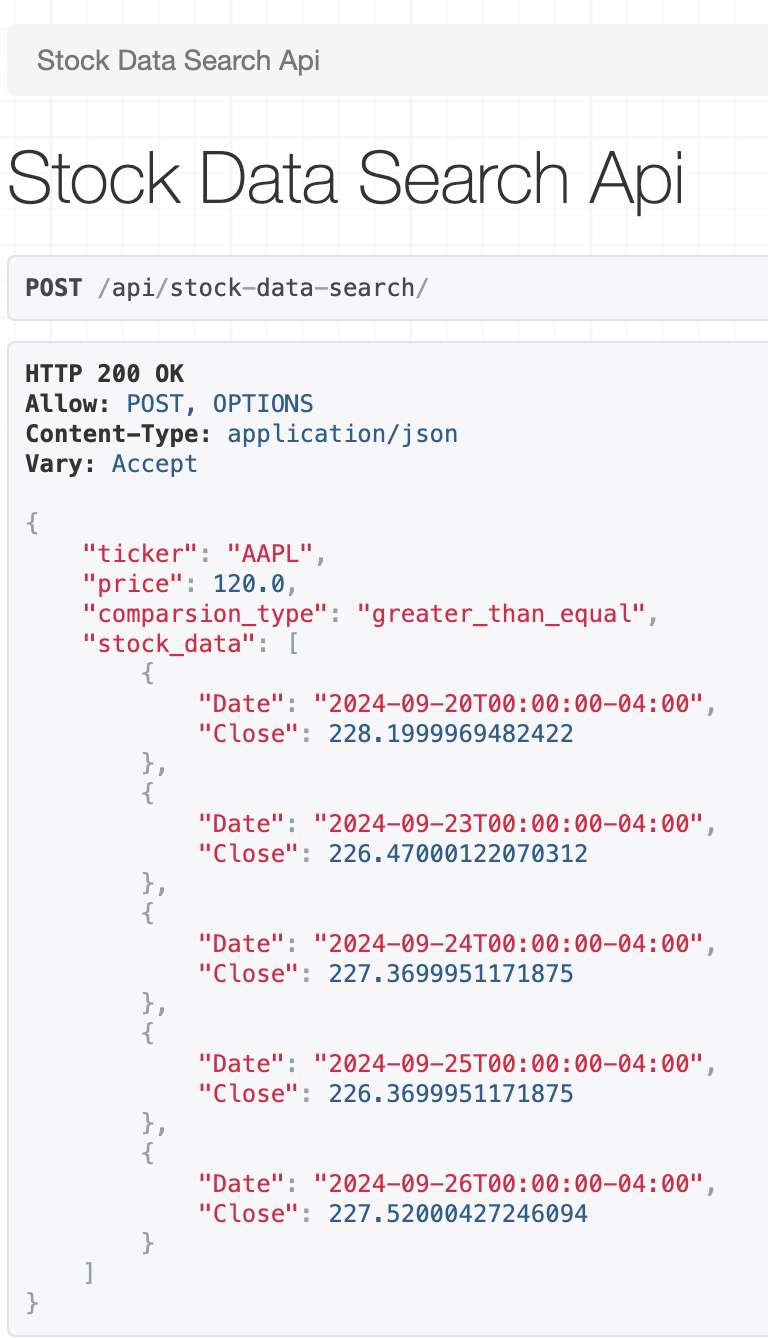 Stock Data Search Api
Stock Data Search Api
POST /api/stock-data-search/
HTTP 200 OK
Allow: POST, OPTIONS
Content-Type: application/json
Vary: Accept
{
"ticker": "AAPL",
"price": 120.0,
"comparsion_type": "greater_than_equal",
"stock_data": [
{
"Date": "2024-09-20T00:00:00-04:00",
"Close": 228.1999969482422
},
{
"Date": "2024-09-23T00:00:00-04:00",
"Close": 226.47000122070312
},
{
"Date": "2024-09-24T00:00:00-04:00",
"Close": 227.3699951171875
},
{
"Date": "2024-09-25T00:00:00-04:00",
"Close": 226.3699951171875
},
{
"Date": "2024-09-26T00:00:00-04:00",
"Close": 227.52000427246094
}
]
}